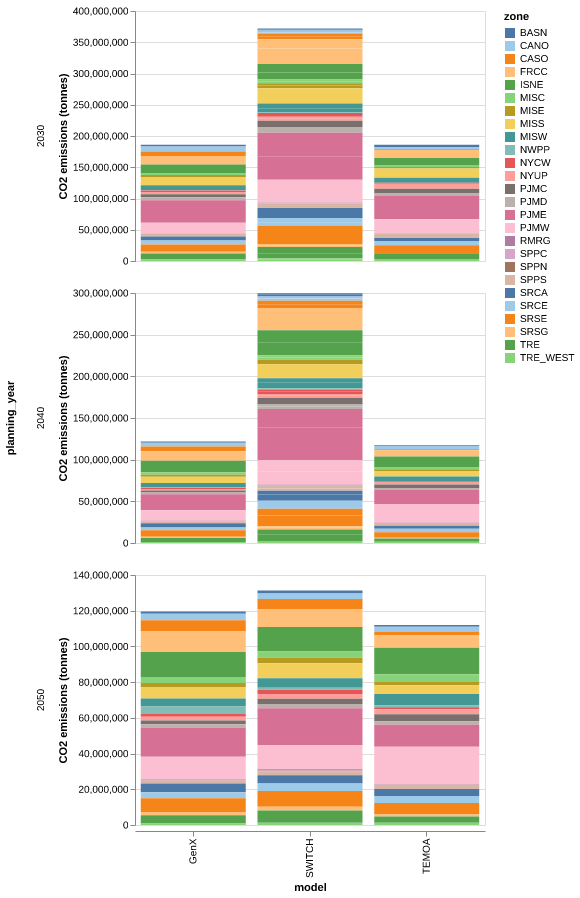 planning_year
2030
CO2 emissions (tonnes)
400,000,000
350,000,000
300,000,000
250,000,000
200,000,000
150,000,000
100,000,000
50,000,000
0
2040
CO2 emissions (tonnes)
300,000,000
250,000,000
200,000,000
150,000,000
100,000,000
50,000,000
0
2050
CO2 emissions (tonnes)
140,000,000
120,000,000
100,000,000
80,000,000
60,000,000
40,000,000
20,000,000
0
GenX
SWITCH
TEMOA
model
zone
BASN
CANO
CASO
FRCC
ISNE
MISC
MISE
MISS
MISW
NWPP
NYCW
NYUP
PJMC
PJMD
PJME
PJMW
RMRG
SPPC
SPPN
SPPS
SRCA
SRCE
SRSE
SRSG
TRE
TRE_WEST